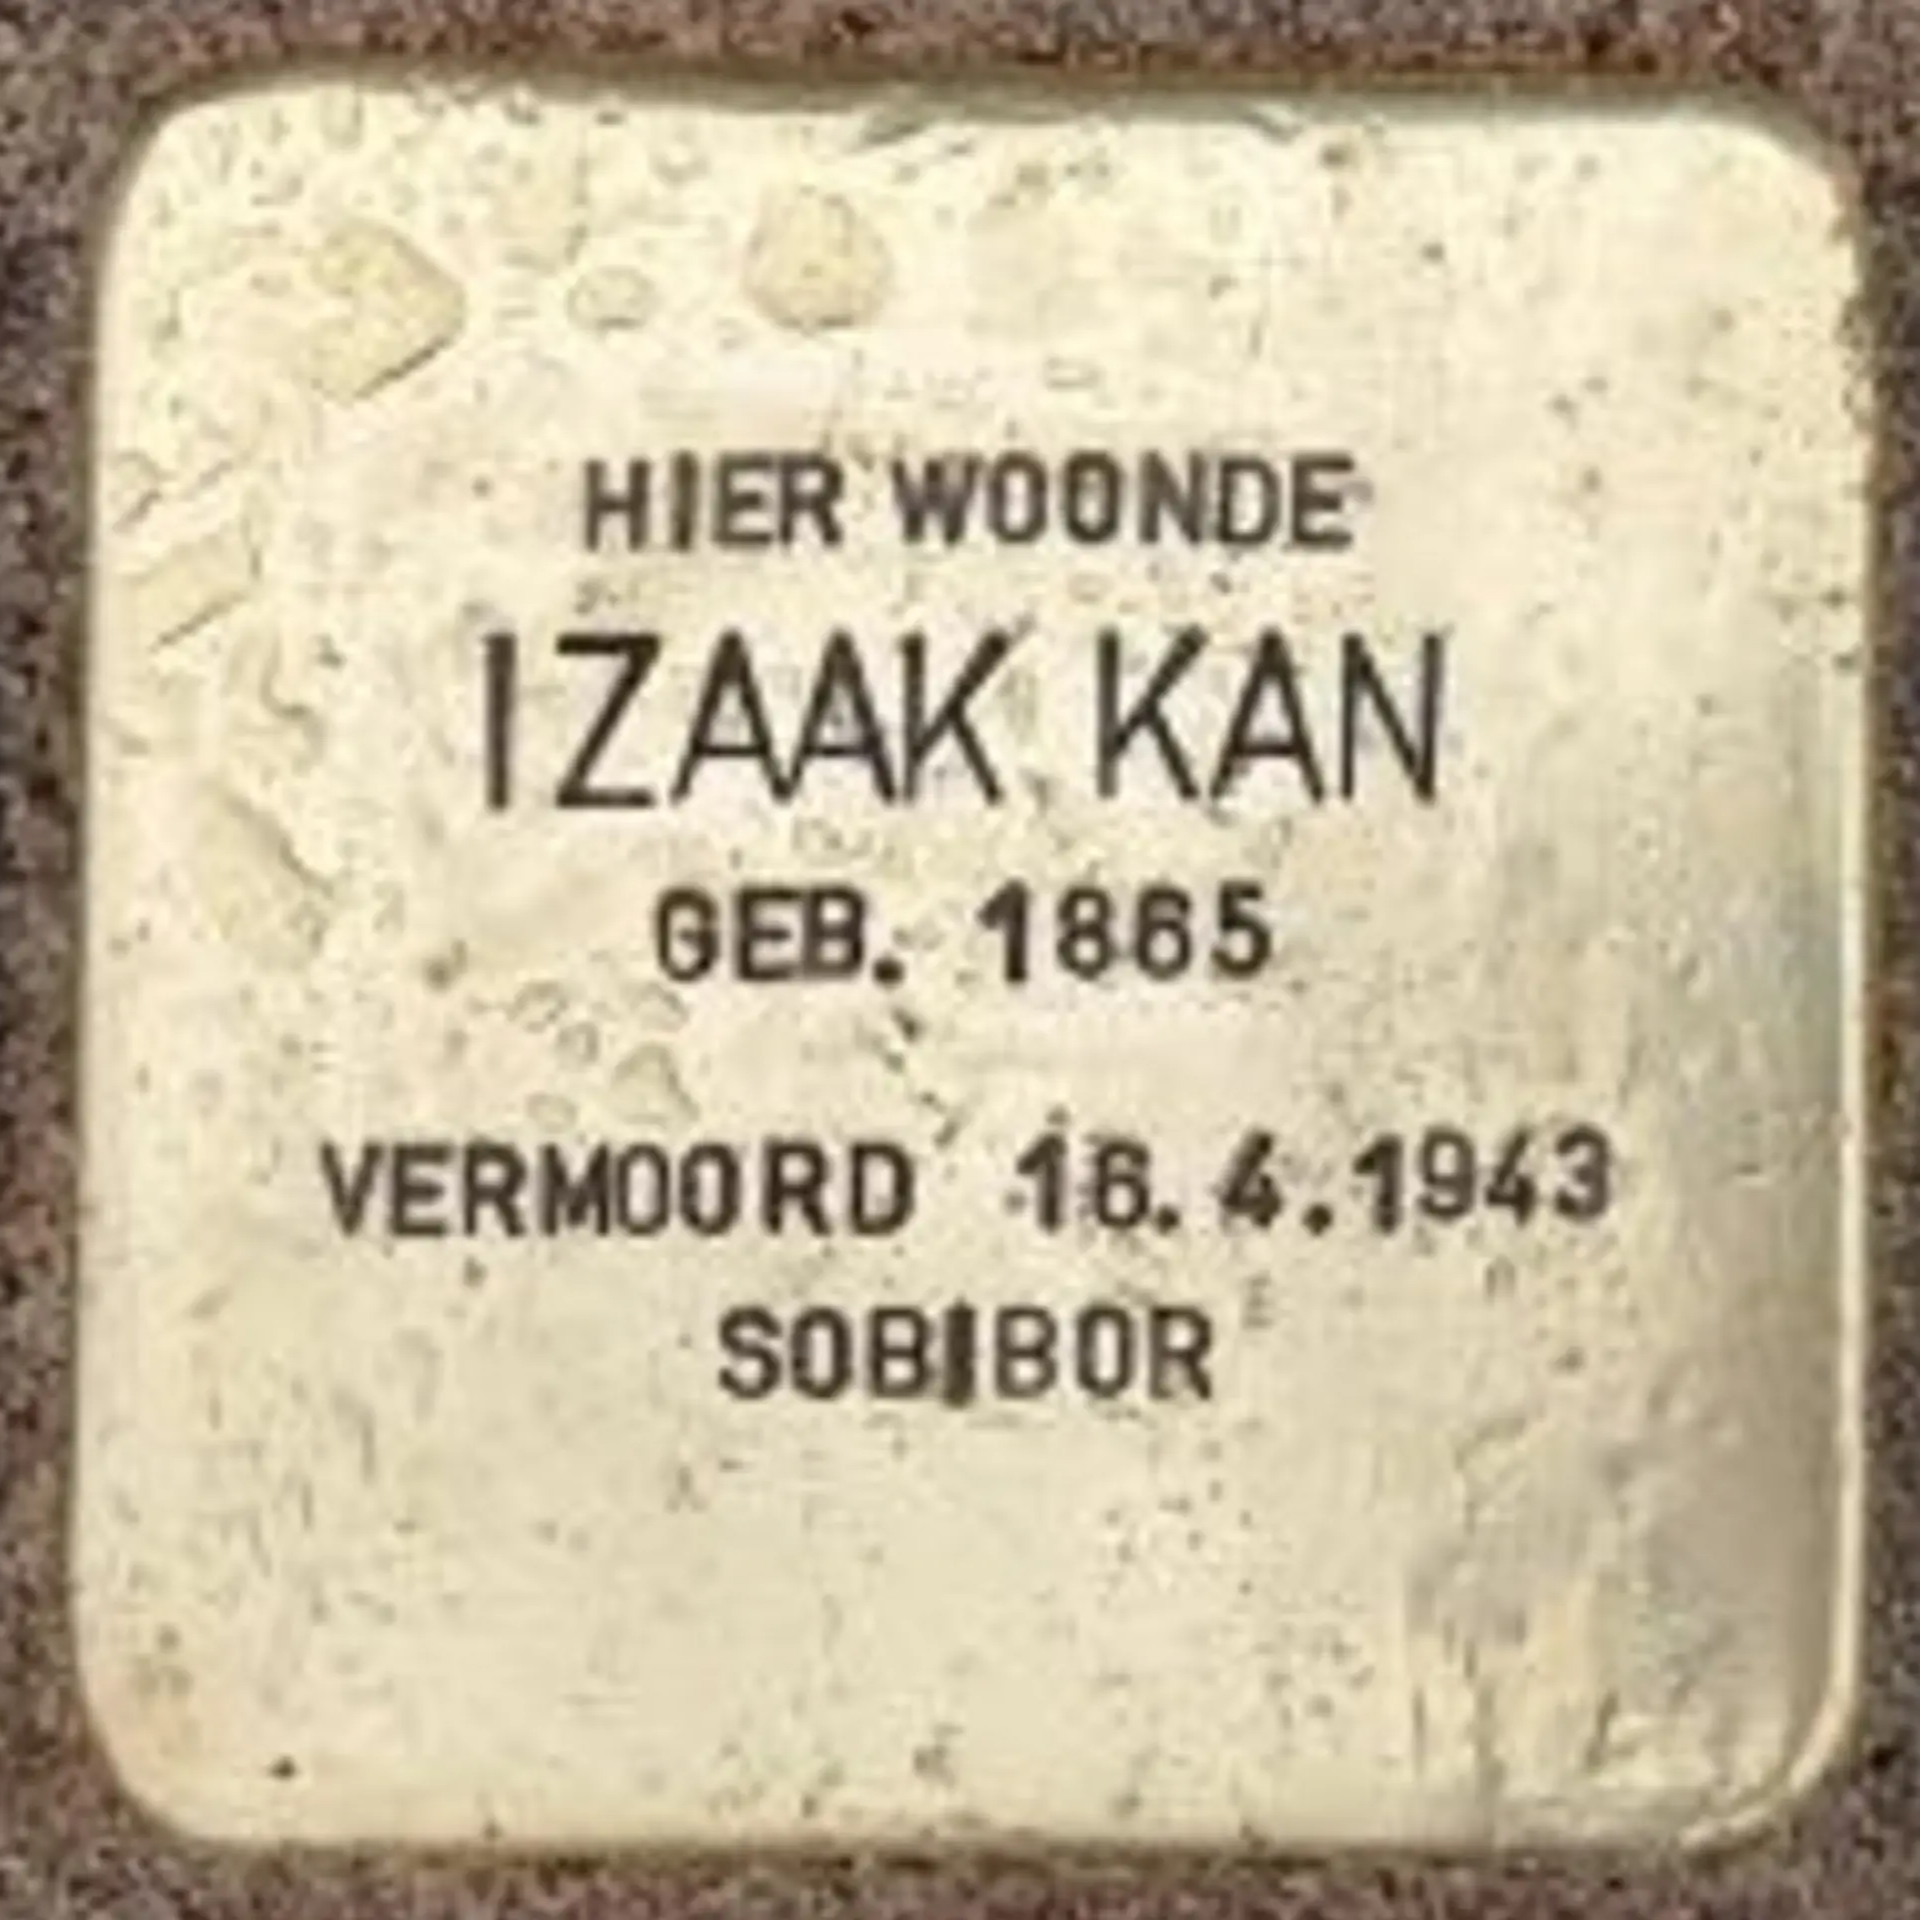 HIER WOONDE
IZAAK KAN
GEB. 1865
VERMOORD 16.4.1943
SOBIBOR